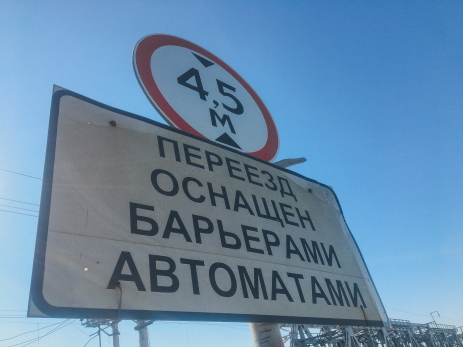 4,5
м
ПЕРЕЕЗД
ОСНАЩЕН
БАРЬЕРАМИ
АВТОМАТАМИ